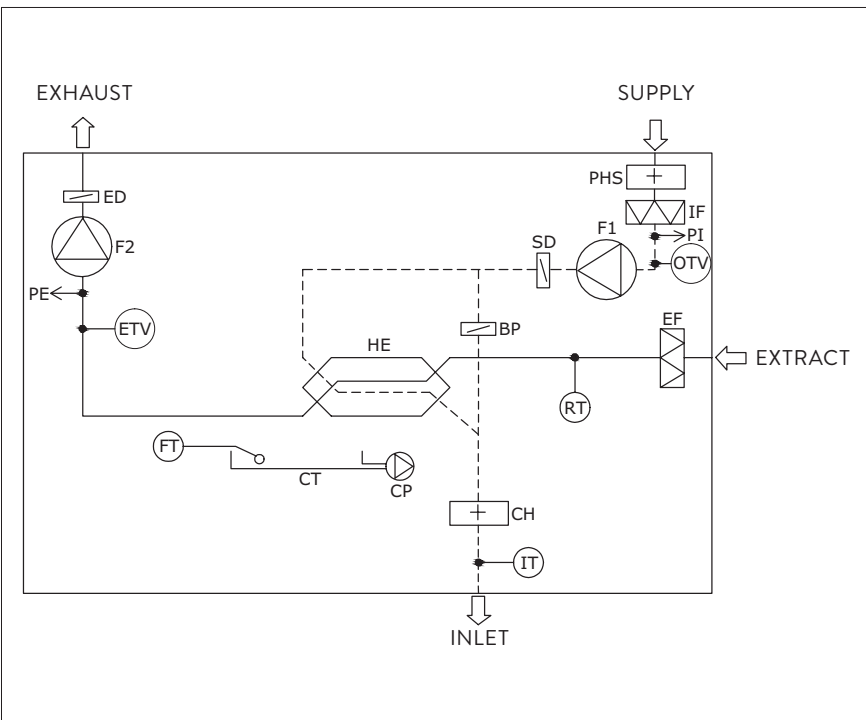 EXHAUST
SUPPLY
PHS
ED
IF
F1
PI
F2
SD
OTV
PE
ETV
BP
EF
HE
EXTRACT
RT
FT
CT
CP
CH
IT
INLET